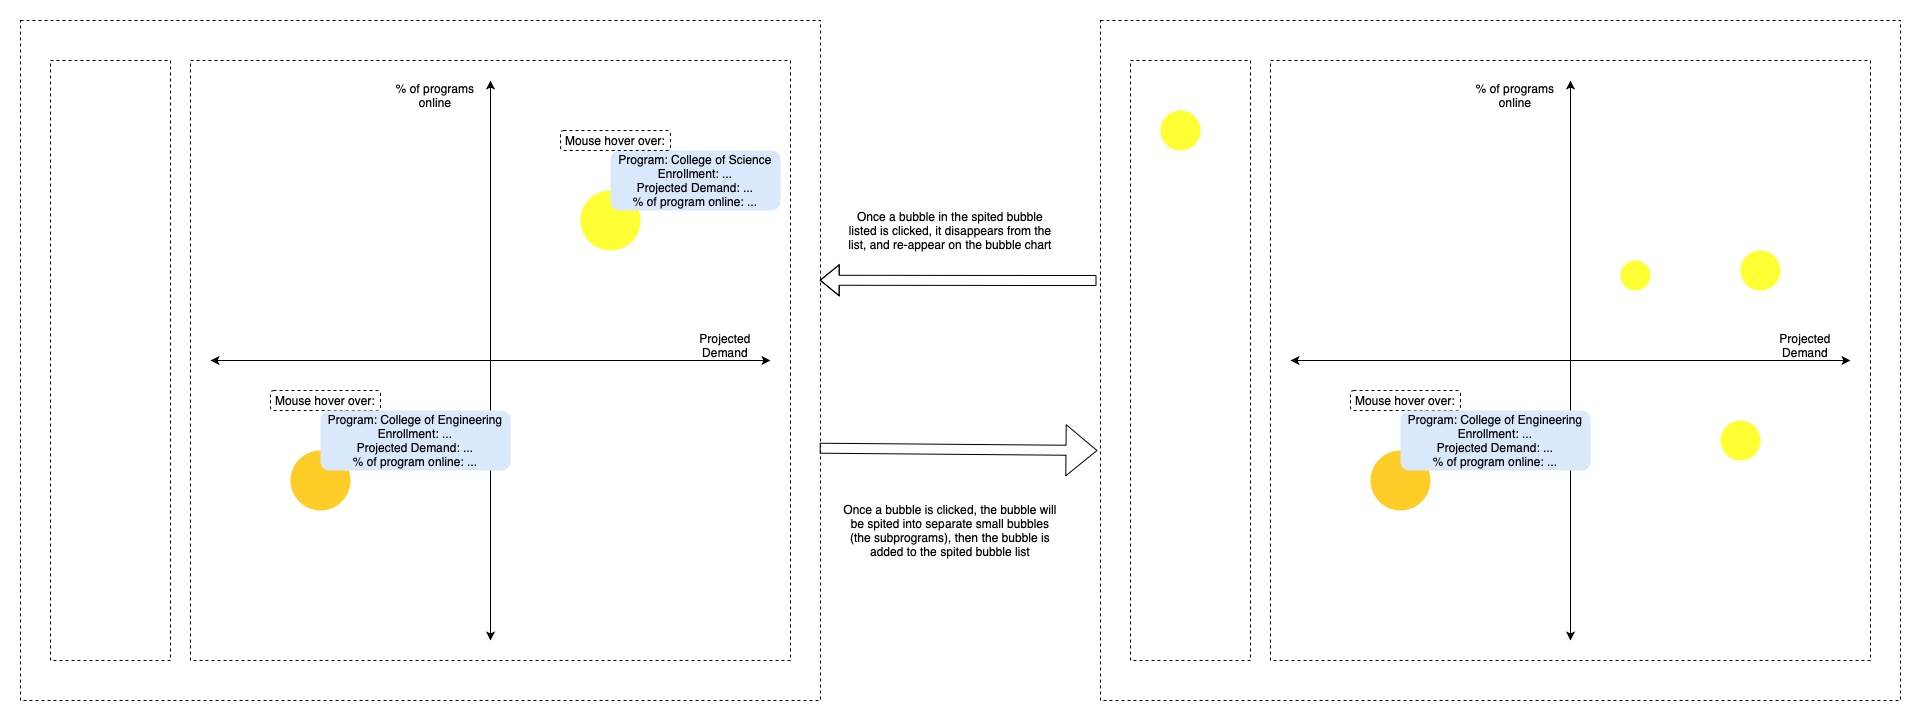 % of programs
online
Mouse hover over:
Program: College of Science
Enrollment: ...
Projected Demand: ...
% of program online: ...
Projected
Demand
Mouse hover over:
Program: College of Engineering
Enrollment: ...
Projected Demand: ...
% of program online: ...
Once a bubble in the spited bubble
listed is clicked, it disappears from the
list, and re-appear on the bubble chart
Once a bubble is clicked, the bubble will
be spited into separate small bubbles
(the subprograms), then the bubble is
added to the spited bubble list
% of programs
online
Projected
Demand
Mouse hover over:
Program: College of Engineering
Enrollment: ...
Projected Demand: ...
% of program online: ...